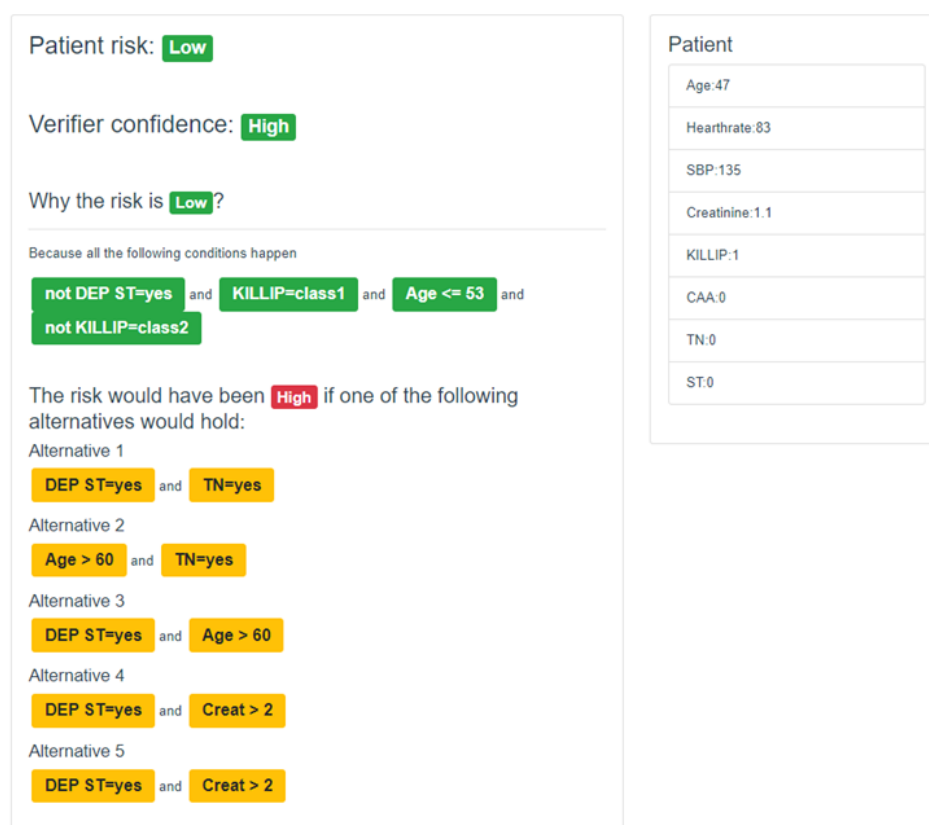 Patient risk: Low
Verifier confidence: High
Why the risk is Low?
Because all the following conditions happen
not DEP ST=yes and KILLIP=class1 and Age <= 53 and
not KILLIP=class2
The risk would have been High if one of the following
alternatives would hold:
Alternative 1
DEP ST=yes and TN=yes
Alternative 2
Age > 60 and TN=yes
Alternative 3
DEP ST=yes and Age > 60
Alternative 4
DEP ST=yes and Creat > 2
Alternative 5
DEP ST=yes and Creat > 2
Patient
Age:47
Hearthrate:83
SBP:135
Creatinine:1.1
KILLIP:1
CAA:0
TN:0
ST:0